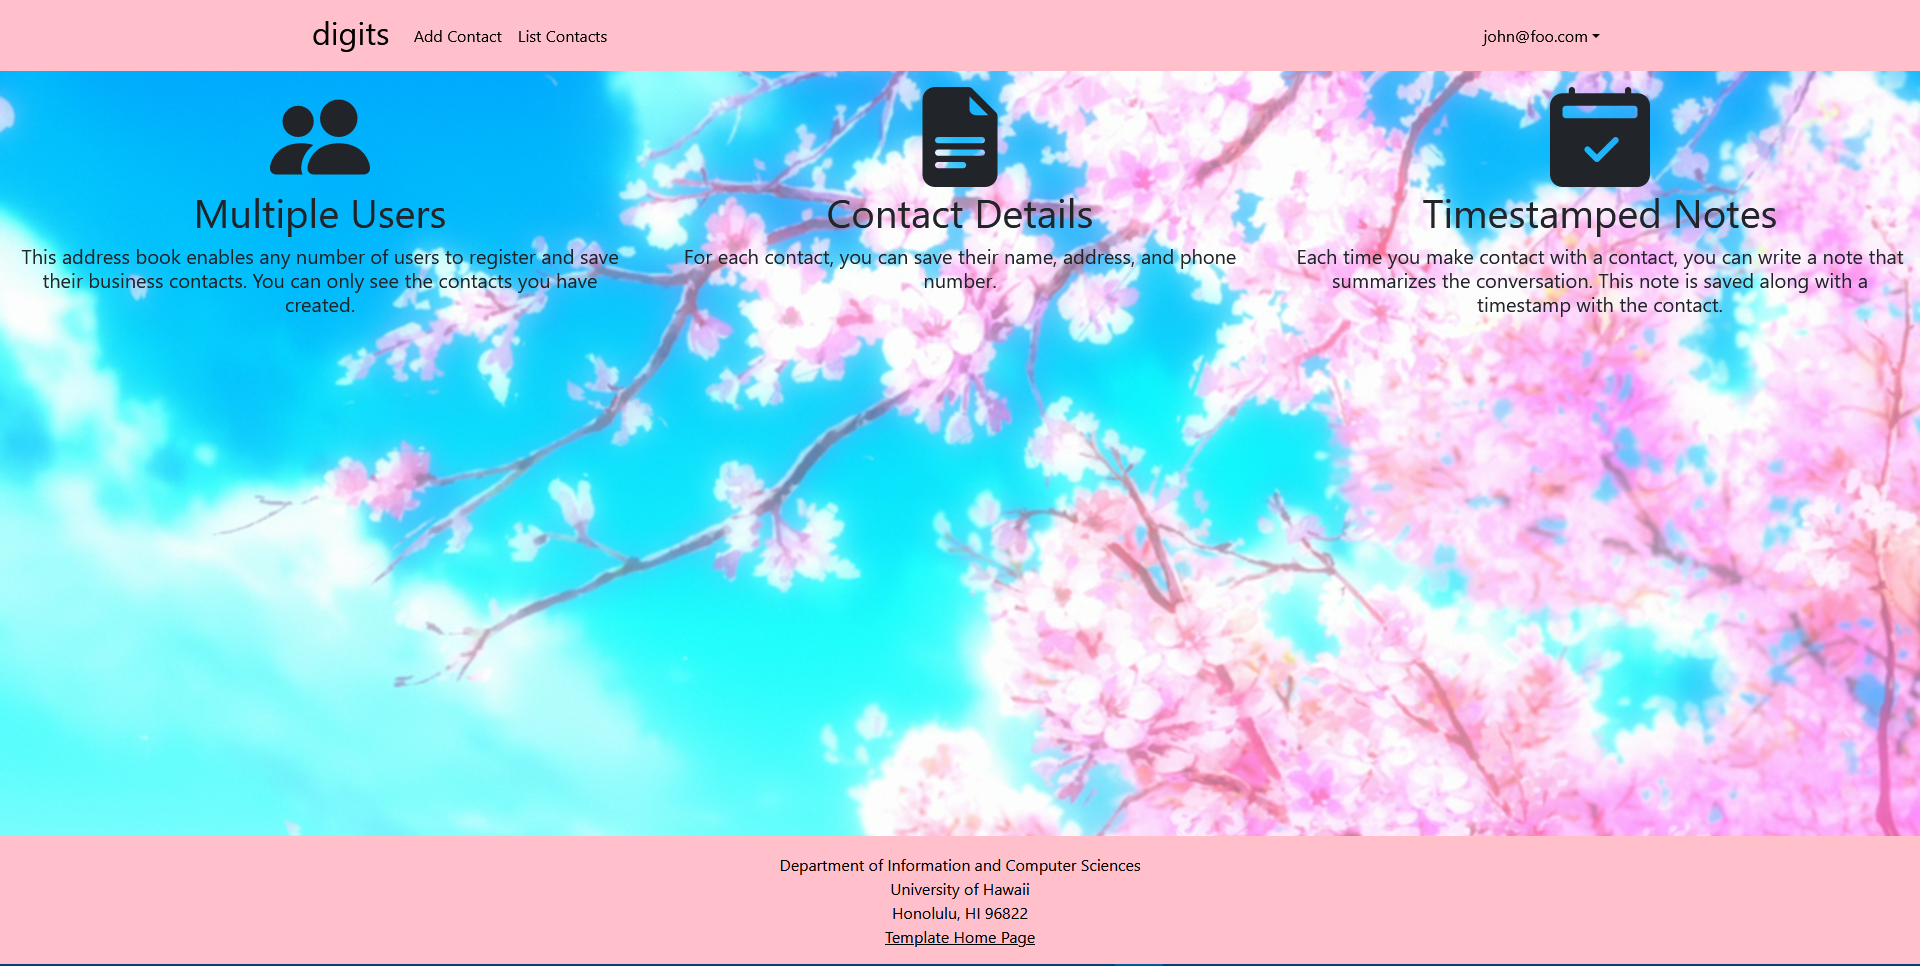 digits
Add Contact
List Contacts
john@foo.com
Multiple Users
This address book enables any number of users to register and save
their business contacts. You can only see the contacts you have
created.
Contact Details
For each contact, you can save their name, address, and phone
number.
Timestamped Notes
Each time you make contact with a contact, you can write a note that
summarizes the conversation. This note is saved along with a
timestamp with the contact.
Department of Information and Computer Sciences
University of Hawaii
Honolulu, HI 96822
Template Home Page